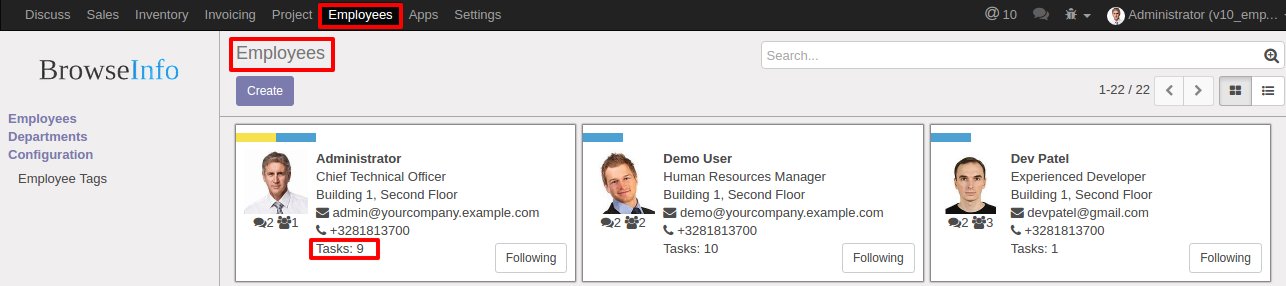 Discuss Sales Inventory Invoicing Project Employees Apps Settings @ 10 Administrator (v10_emp...
BrowseInfo
Employees
Search...
Create
1-22 / 22
Employees
Departments
Configuration
Employee Tags
Administrator
Chief Technical Officer
Building 1, Second Floor
admin@yourcompany.example.com
2 1 +3281813700
Tasks: 9
Following
Demo User
Human Resources Manager
Building 1, Second Floor
demo@yourcompany.example.com
2 2 +3281813700
Tasks: 10
Following
Dev Patel
Experienced Developer
Building 1, Second Floor
devpatel@gmail.com
2 3 +3281813700
Tasks: 1
Following